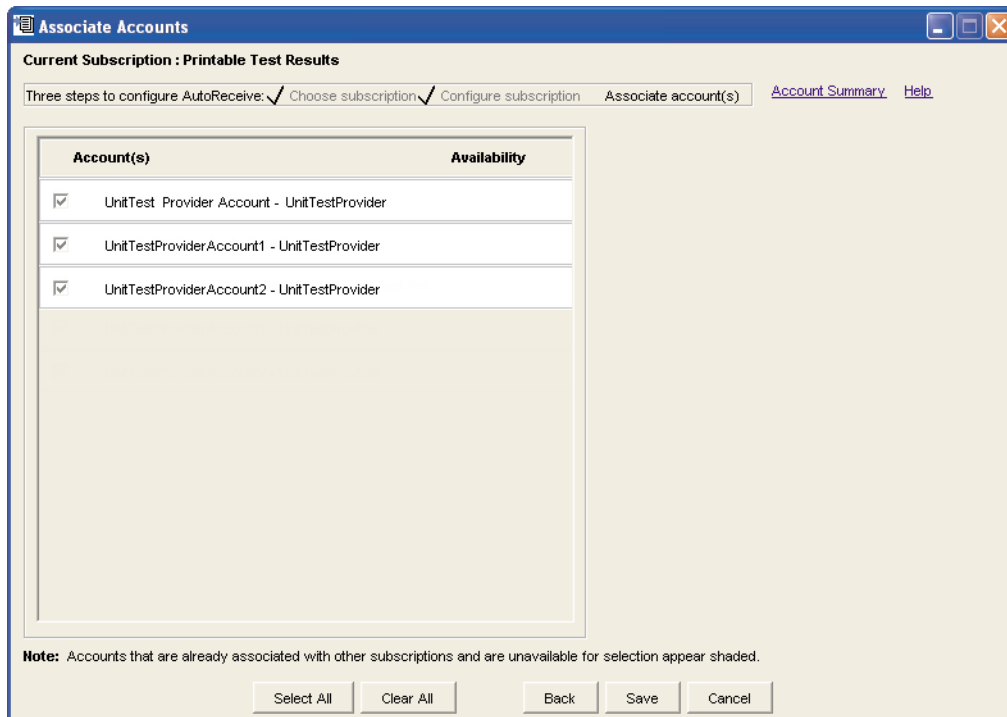 Associate Accounts
Current Subscription : Printable Test Results
Three steps to configure AutoReceive: Choose subscription Configure subscription Associate account(s) Account Summary Help
Account(s) Availability
UnitTest Provider Account - UnitTestProvider
UnitTestProviderAccount1 - UnitTestProvider
UnitTestProviderAccount2 - UnitTestProvider
Note: Accounts that are already associated with other subscriptions and are unavailable for selection appear shaded.
Select All Clear All Back Save Cancel